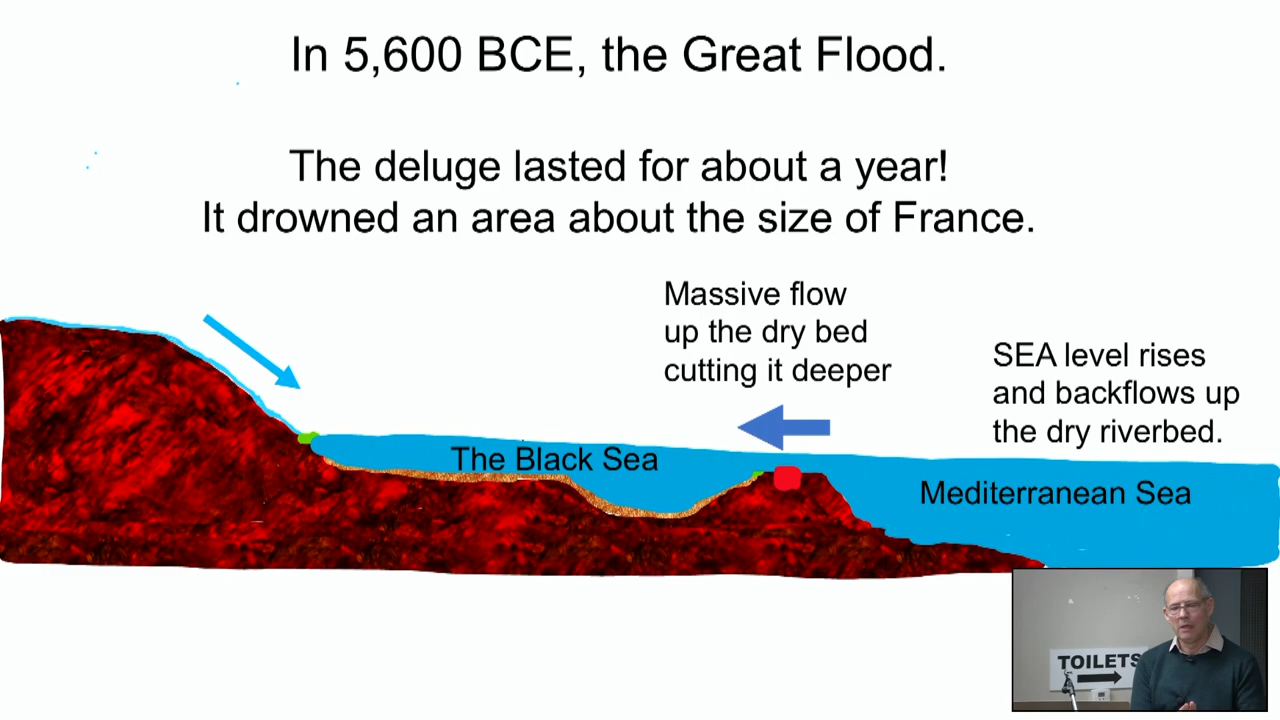 In 5,600 BCE, the Great Flood.
The deluge lasted for about a year!
It drowned an area about the size of France.
Massive flow
up the dry bed
cutting it deeper
SEA level rises
and backflows up
the dry riverbed.
The Black Sea
Mediterranean Sea
TOILETS